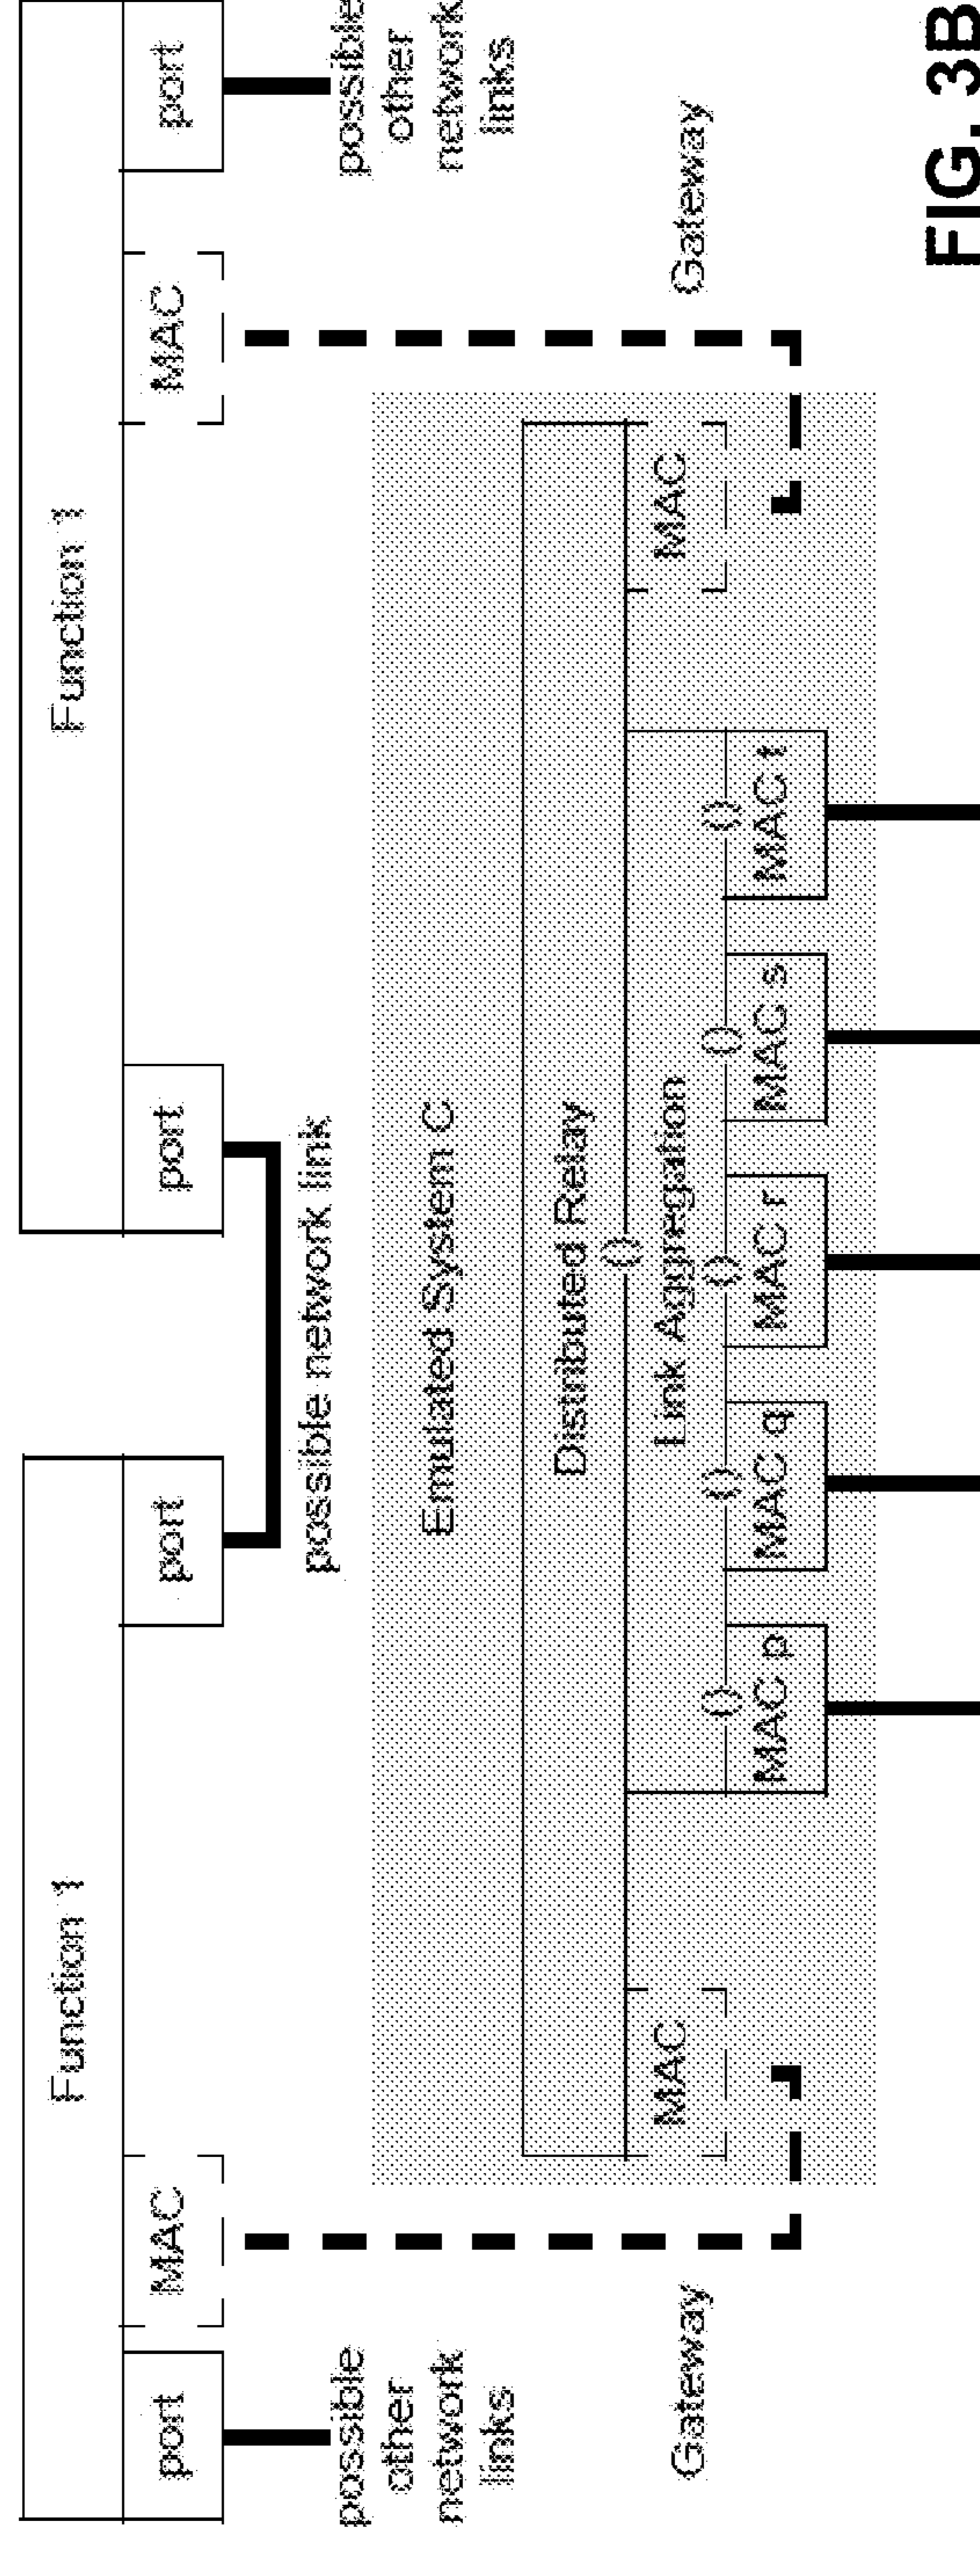 Function 1
Function 1
port
MAC
port
port
MAC
port
possible
other
network
links
possible network link
possible
other
network
links
Emulated System C
Distributed Relay
()
Gateway
MAC
Link Aggregation
MAC
Gateway
()
()
()
()
()
MAC p
MAC q
MAC r
MAC s
MAC t
FIG. 3B